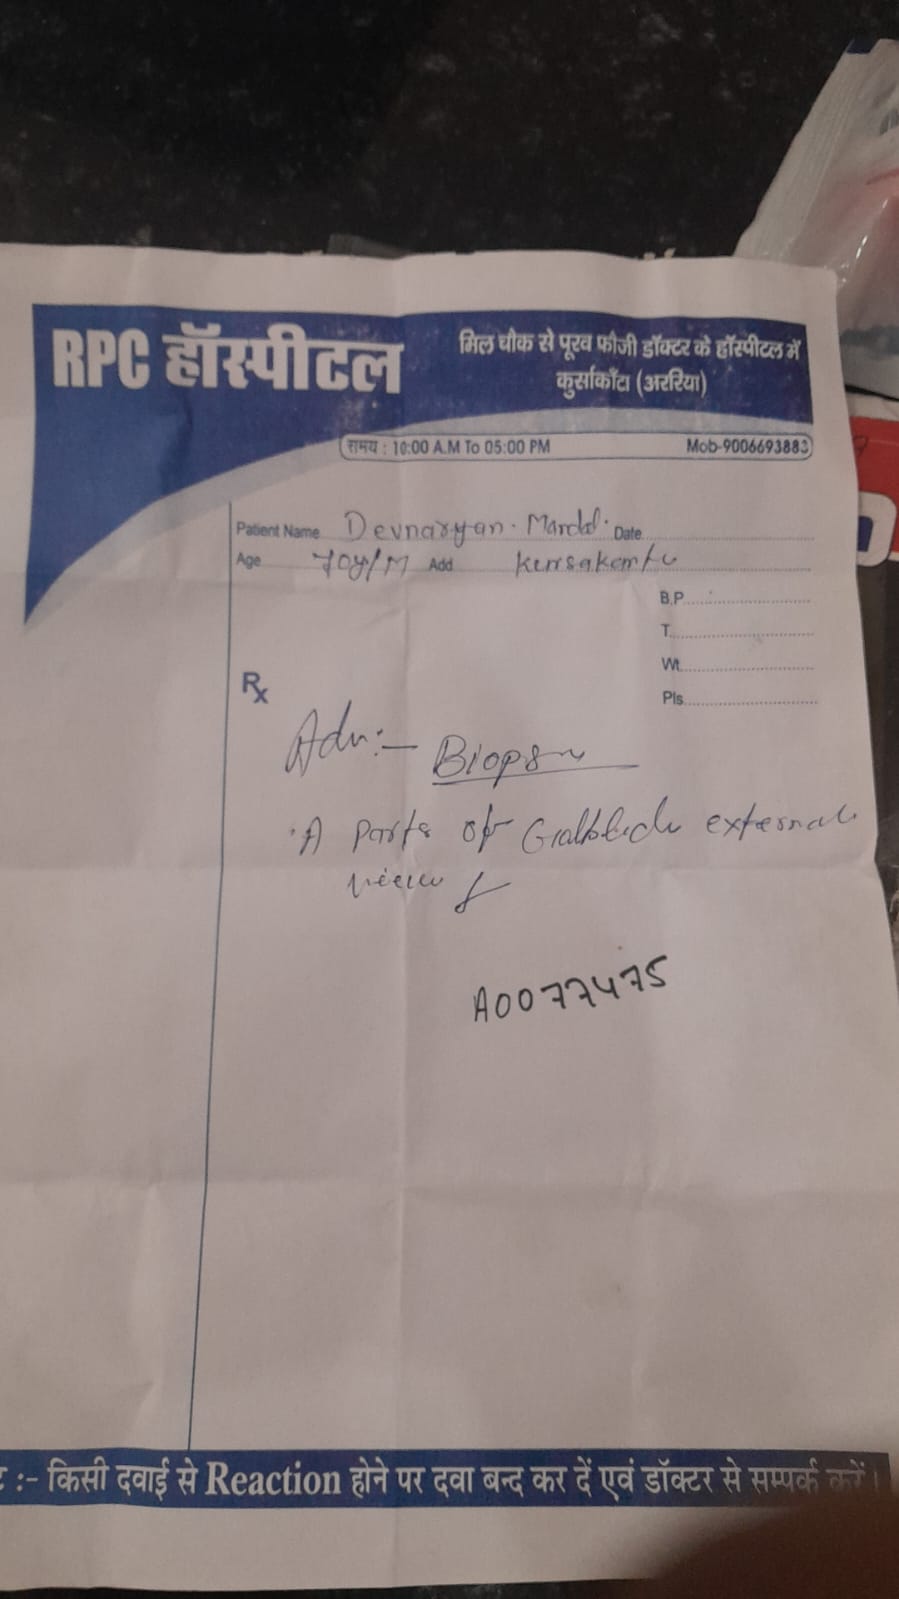 RPC हॉस्पीटल
मिल चौक से पूरब फौजी डॉक्टर के हॉस्पीटल में
कुर्साकाँटा (अररिया)
समय : 10:00 A.M To 05:00 PM Mob-9006693883
Patient Name Devnaryan. Mandal. Date
Age 70y/M Add Kursakanta
B.P
T.
Wt.
Pls.
Rx
Adv:- Biopsy
A parts of Gallbladder external
view
A0077475
:- किसी दवाई से Reaction होने पर दवा बन्द कर दें एवं डॉक्टर से सम्पर्क करें।